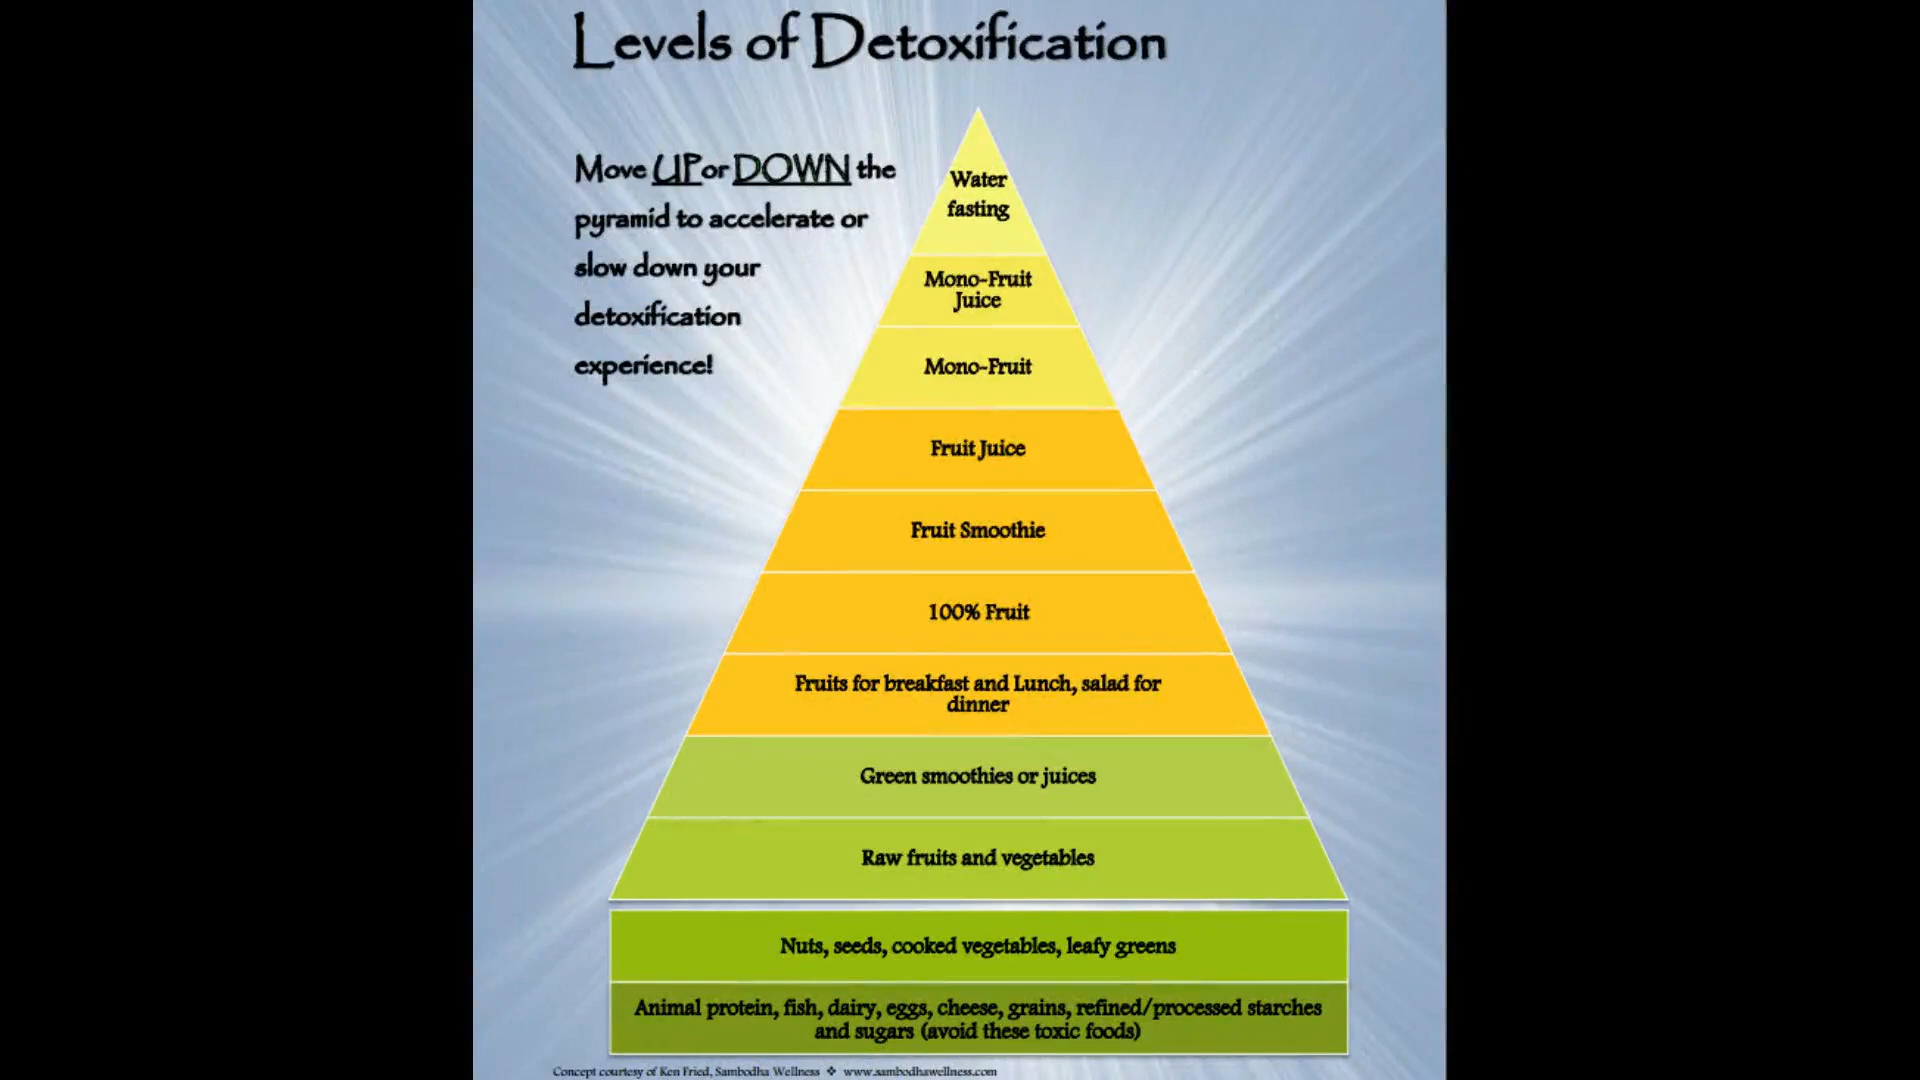 Levels of Detoxification
Move UP or DOWN the
pyramid to accelerate or
slow down your
detoxification
experience!
Water
fasting
Mono-Fruit
Juice
Mono-Fruit
Fruit Juice
Fruit Smoothie
100% Fruit
Fruits for breakfast and Lunch, salad for
dinner
Green smoothies or juices
Raw fruits and vegetables
Nuts, seeds, cooked vegetables, leafy greens
Animal protein, fish, dairy, eggs, cheese, grains, refined/processed starches
and sugars (avoid these toxic foods)
Concept courtesy of Ken Fried, Sambodha Wellness ❖ www.sambodhawellness.com